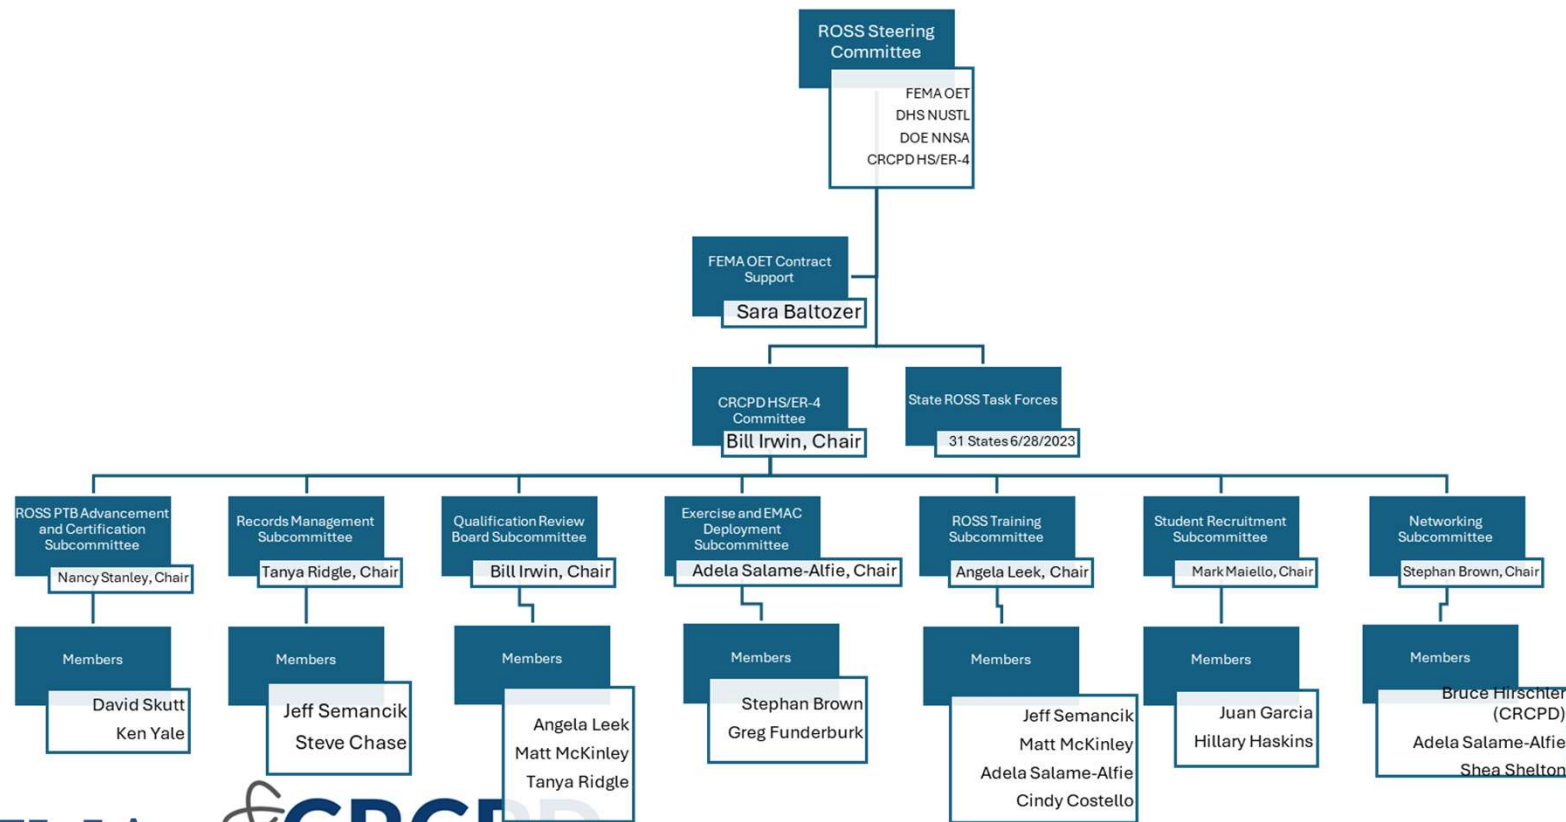 ROSS Steering
Committee
FEMA OET
DHS NUSTL
DOE NNSA
CRCPD HS/ER-4
FEMA OET Contract
Support
Sara Baltozer
CRCPD HS/ER-4
Committee
Bill Irwin, Chair
State ROSS Task Forces
31 States 6/28/2023
ROSS PTB Advancement
and Certification
Subcommittee
Nancy Stanley, Chair
Records Management
Subcommittee
Tanya Ridgle, Chair
Qualification Review
Board Subcommittee
Bill Irwin, Chair
Exercise and EMAC
Deployment
Subcommittee
Adela Salame-Alfie, Chair
ROSS Training
Subcommittee
Angela Leek, Chair
Student Recruitment
Subcommittee
Mark Maiello, Chair
Networking
Subcommittee
Stephan Brown, Chair
Members
David Skutt
Ken Yale
Members
Jeff Semancik
Steve Chase
Members
Angela Leek
Matt McKinley
Tanya Ridgle
Members
Stephan Brown
Greg Funderburk
Members
Jeff Semancik
Matt McKinley
Adela Salame-Alfie
Cindy Costello
Members
Juan Garcia
Hillary Haskins
Members
Bruce Hirschler
(CRCPD)
Adela Salame-Alfie
Shea Shelton
CRCPD